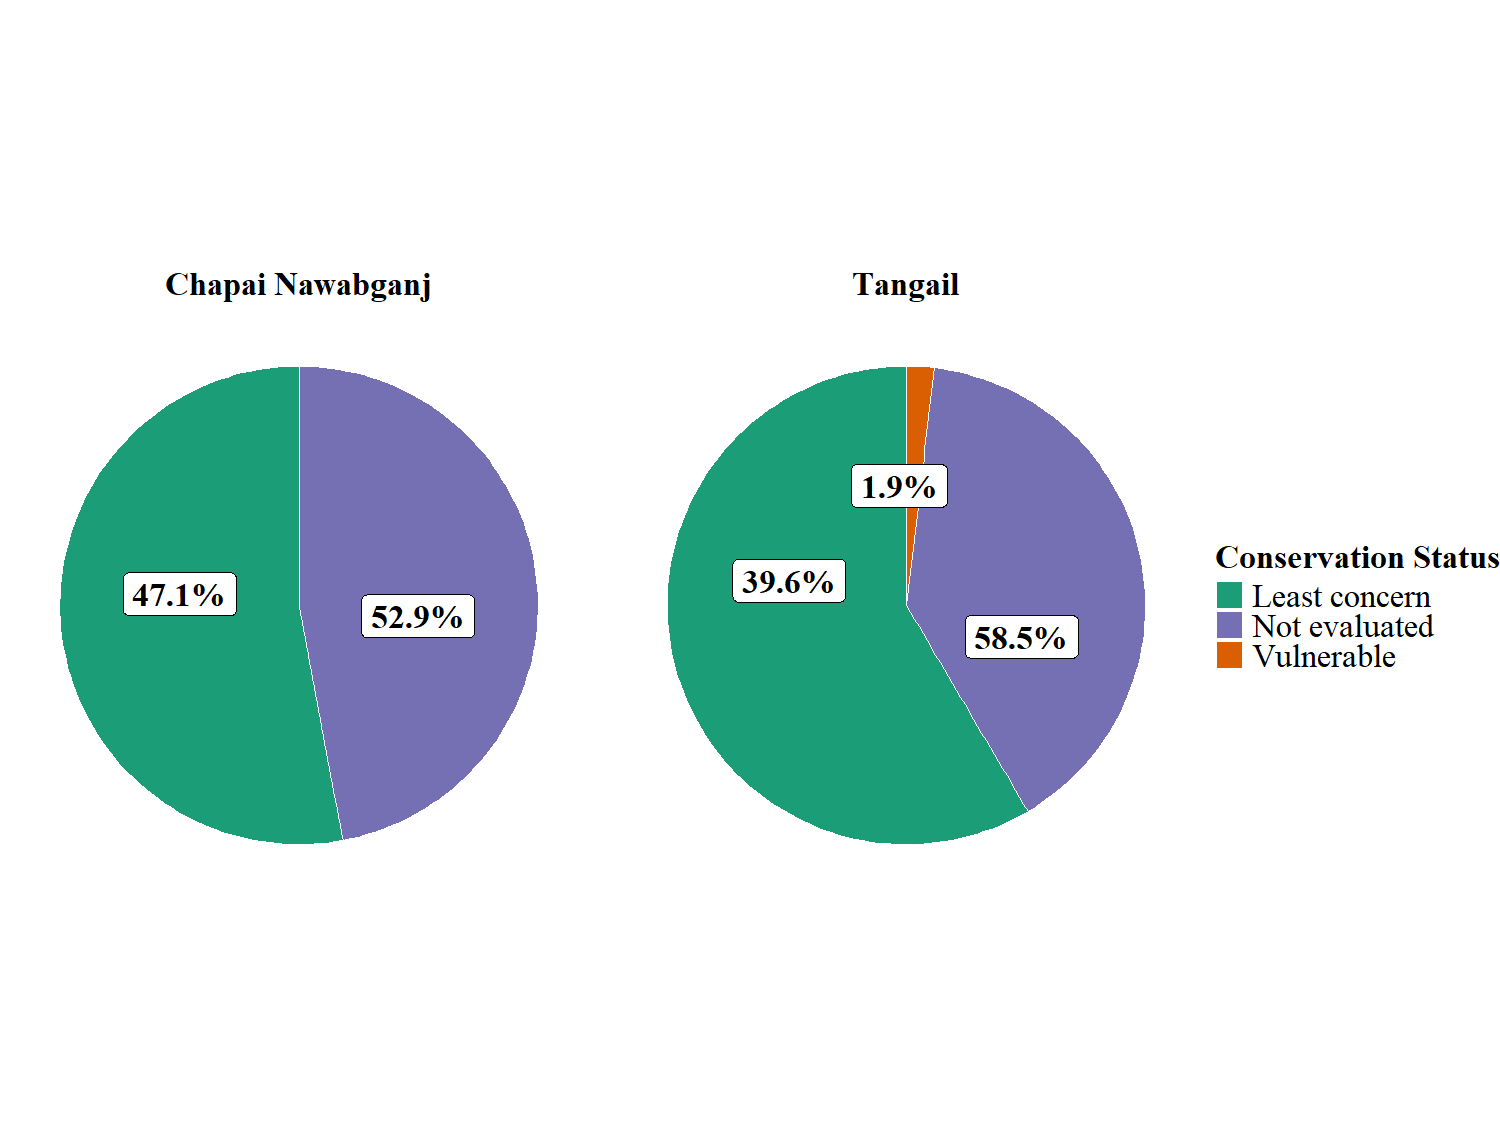 Chapai Nawabganj
Tangail
47.1%
52.9%
1.9%
39.6%
58.5%
Conservation Status
Least concern
Not evaluated
Vulnerable